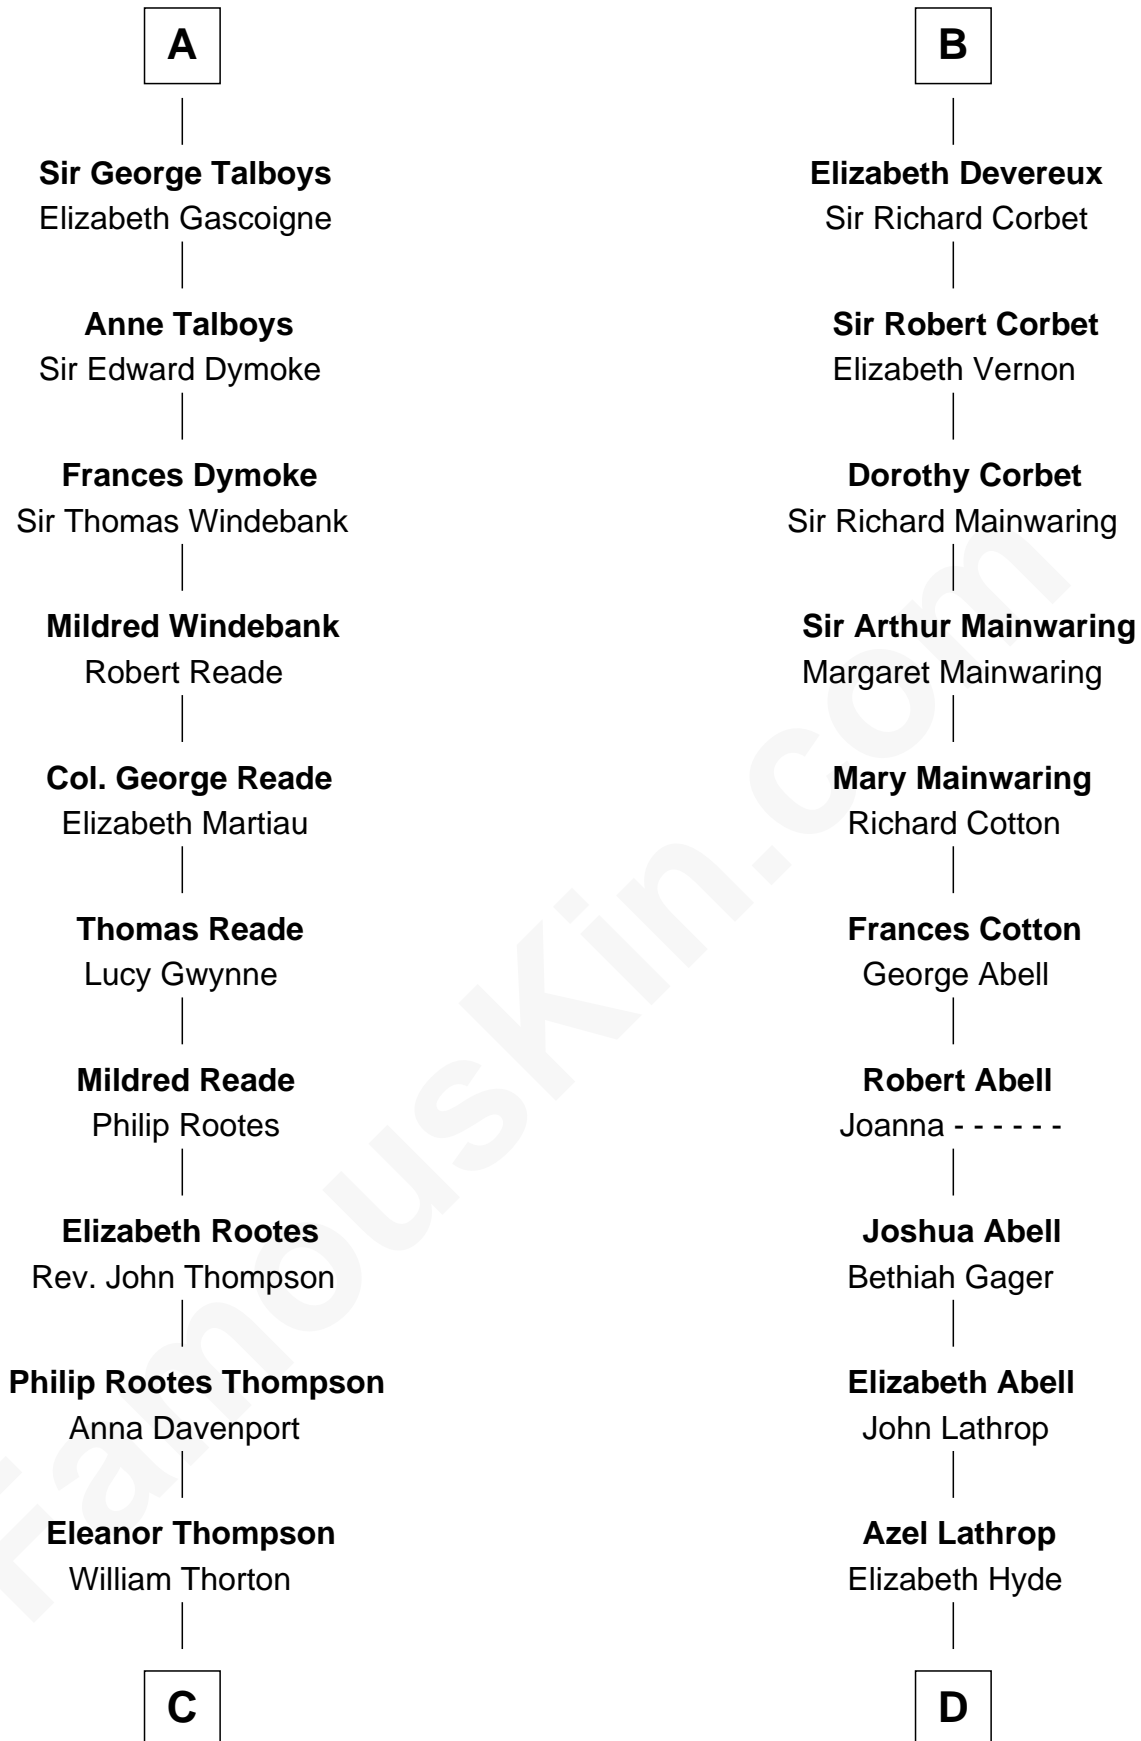 A
Sir George Talboys
Elizabeth Gascoigne
Anne Talboys
Sir Edward Dymoke
Frances Dymoke
Sir Thomas Windebank
Mildred Windebank
Robert Reade
Col. George Reade
Elizabeth Martiau
Thomas Reade
Lucy Gwynne
Mildred Reade
Philip Rootes
Elizabeth Rootes
Rev. John Thompson
Philip Rootes Thompson
Anna Davenport
Eleanor Thompson
William Thorton
C
B
Elizabeth Devereux
Sir Richard Corbet
Sir Robert Corbet
Elizabeth Vernon
Dorothy Corbet
Sir Richard Mainwaring
Sir Arthur Mainwaring
Margaret Mainwaring
Mary Mainwaring
Richard Cotton
Frances Cotton
George Abell
Robert Abell
Joanna - - - - - -
Joshua Abell
Bethiah Gager
Elizabeth Abell
John Lathrop
Azel Lathrop
Elizabeth Hyde
D
FamousKin.com